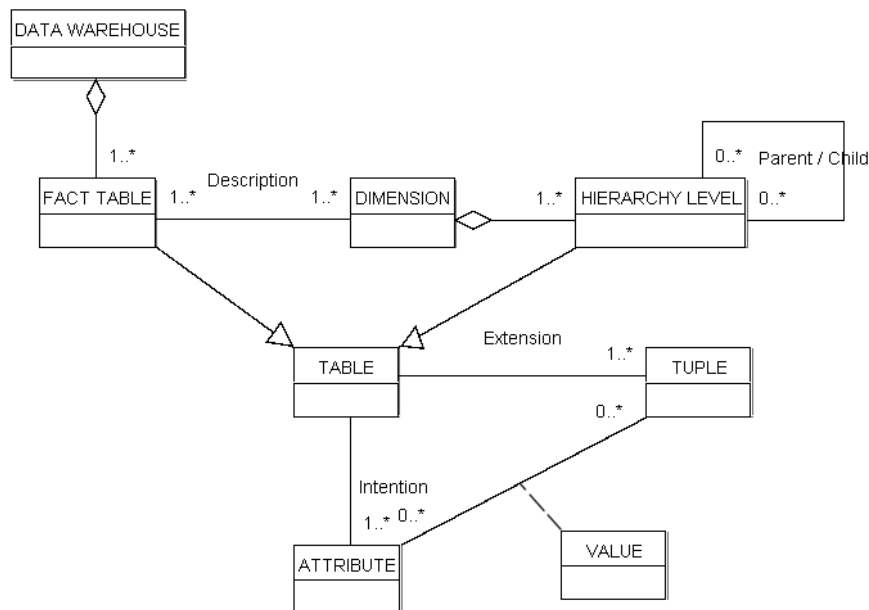 DATA WAREHOUSE
1..*
FACT TABLE
1..*
Description
1..*
DIMENSION
1..*
HIERARCHY LEVEL
0..*
Parent / Child
0..*
TABLE
Extension
1..*
TUPLE
0..*
Intention
1..*
0..*
ATTRIBUTE
VALUE